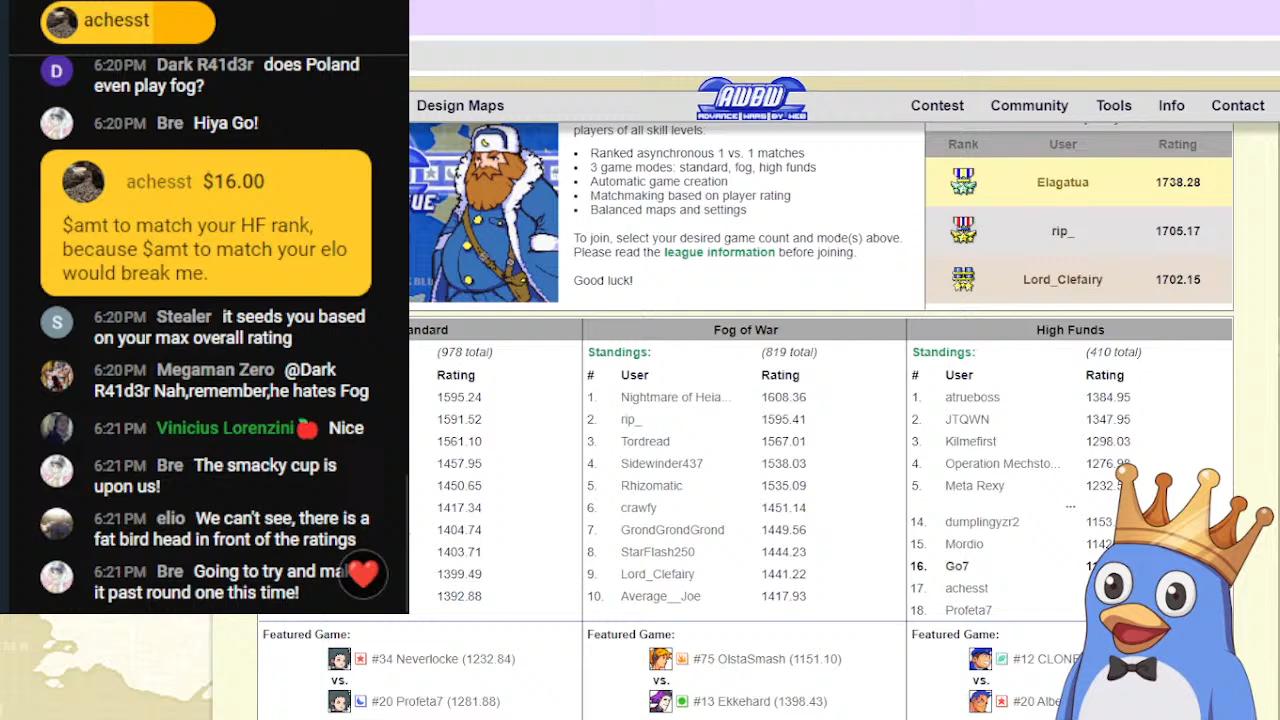 achesst
6:20PM Dark R41d3r does Poland
even play fog?
6:20PM Bre Hiya Go!
achesst $16.00
$amt to match your HF rank,
because $amt to match your elo
would break me.
6:20PM Stealer it seeds you based
on your max overall rating
6:20PM Megaman Zero @Dark
R41d3r Nah,remember,he hates Fog
6:21PM Vinicius Lorenzini Nice
6:21PM Bre The smacky cup is
upon us!
6:21PM elio We can't see, there is a
fat bird head in front of the ratings
6:21PM Bre Going to try and
it past round one this time!
Design Maps
AWBW
ADVANCE WARS BY WEB
Contest Community Tools Info Contact
players of all skill levels:
Ranked asynchronous 1 vs. 1 matches
3 game modes: standard, fog, high funds
Automatic game creation
Matchmaking based on player rating
Balanced maps and settings
To join, select your desired game count and mode(s) above.
Please read the league information before joining.
Good luck!
Rank User Rating
Elagatua 1738.28
rip_ 1705.17
Lord_Clefairy 1702.15
(978 total)
Rating
1595.24
1591.52
1561.10
1457.95
1450.65
1417.34
1404.74
1403.71
1399.49
1392.88
Featured Game:
#34 Neverlocke (1232.84)
vs.
#20 Profeta7 (1281.88)
Fog of War
Standings: (819 total)
# User Rating
1. Nightmare of Heia... 1608.36
2. rip_ 1595.41
3. Tordread 1567.01
4. Sidewinder437 1538.03
5. Rhizomatic 1535.09
6. crawfy 1451.14
7. GrondGrondGrond 1449.56
8. StarFlash250 1444.23
9. Lord_Clefairy 1441.22
10. Average__Joe 1417.93
Featured Game:
#75 OlstaSmash (1151.10)
vs.
#13 Ekkehard (1398.43)
High Funds
Standings: (410 total)
# User Rating
1. atrueboss 1384.95
2. JTQWN 1347.95
3. Kilmefirst 1298.03
4. Operation Mechsto...
5. Meta Rexy
...
14. dumplingyzr2
15. Mordio
16. Go7
17. achesst
18. Profeta7
Featured Game:
#12
vs.
#20